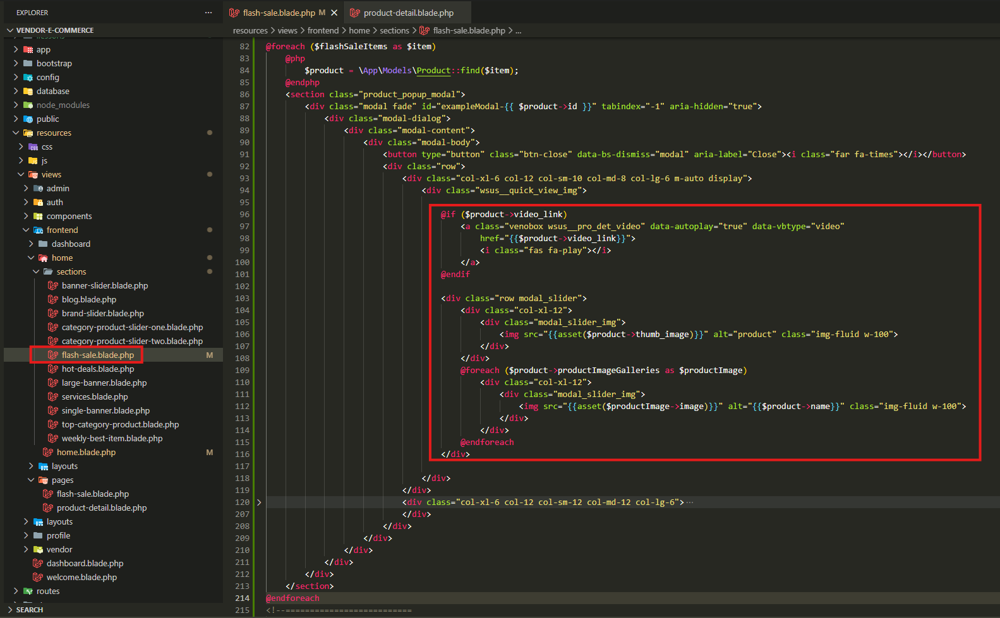 EXPLORER
···
VENDOR-E-COMMERCE
app
bootstrap
config
database
node_modules
public
resources
css
js
views
admin
auth
components
frontend
dashboard
home
sections
banner-slider.blade.php
blog.blade.php
brand-slider.blade.php
category-product-slider-one.blade.php
category-product-slider-two.blade.php
flash-sale.blade.php M
hot-deals.blade.php
large-banner.blade.php
services.blade.php
single-banner.blade.php
top-category-product.blade.php
weekly-best-item.blade.php
home.blade.php M
layouts
pages
flash-sale.blade.php
product-detail.blade.php
layouts
profile
vendor
dashboard.blade.php
welcome.blade.php
routes
SEARCH
flash-sale.blade.php M
product-detail.blade.php
resources > views > frontend > home > sections > flash-sale.blade.php > ...
82 @foreach ($flashSaleItems as $item)
83 @php
84 $product = \App\Models\Product::find($item);
85 @endphp
86 <section class="product_popup_modal">
87 <div class="modal fade" id="exampleModal-{{ $product->id }}" tabindex="-1" aria-hidden="true">
88 <div class="modal-dialog">
89 <div class="modal-content">
90 <div class="modal-body">
91 <button type="button" class="btn-close" data-bs-dismiss="modal" aria-label="Close"><i class="far fa-times"></i></button>
92 <div class="row">
93 <div class="col-xl-6 col-12 col-sm-10 col-md-8 col-lg-6 m-auto display">
94 <div class="wsus__quick_view_img">
95
96 @if ($product->video_link)
97 <a class="venobox wsus__pro_det_video" data-autoplay="true" data-vbtype="video"
98 href="{{$product->video_link}}">
99 <i class="fas fa-play"></i>
100 </a>
101 @endif
102
103 <div class="row modal_slider">
104 <div class="col-xl-12">
105 <div class="modal_slider_img">
106 <img src="{{asset($product->thumb_image)}}" alt="product" class="img-fluid w-100">
107 </div>
108 </div>
109 @foreach ($product->productImageGalleries as $productImage)
110 <div class="col-xl-12">
111 <div class="modal_slider_img">
112 <img src="{{asset($productImage->image)}}" alt="{{$product->name}}" class="img-fluid w-100">
113 </div>
114 </div>
115 @endforeach
116 </div>
117
118 </div>
119 </div>
120 <div class="col-xl-6 col-12 col-sm-12 col-md-12 col-lg-6">···
207 </div>
208 </div>
209 </div>
210 </div>
211 </div>
212 </div>
213 </section>
214 @endforeach
215 <!--==========================